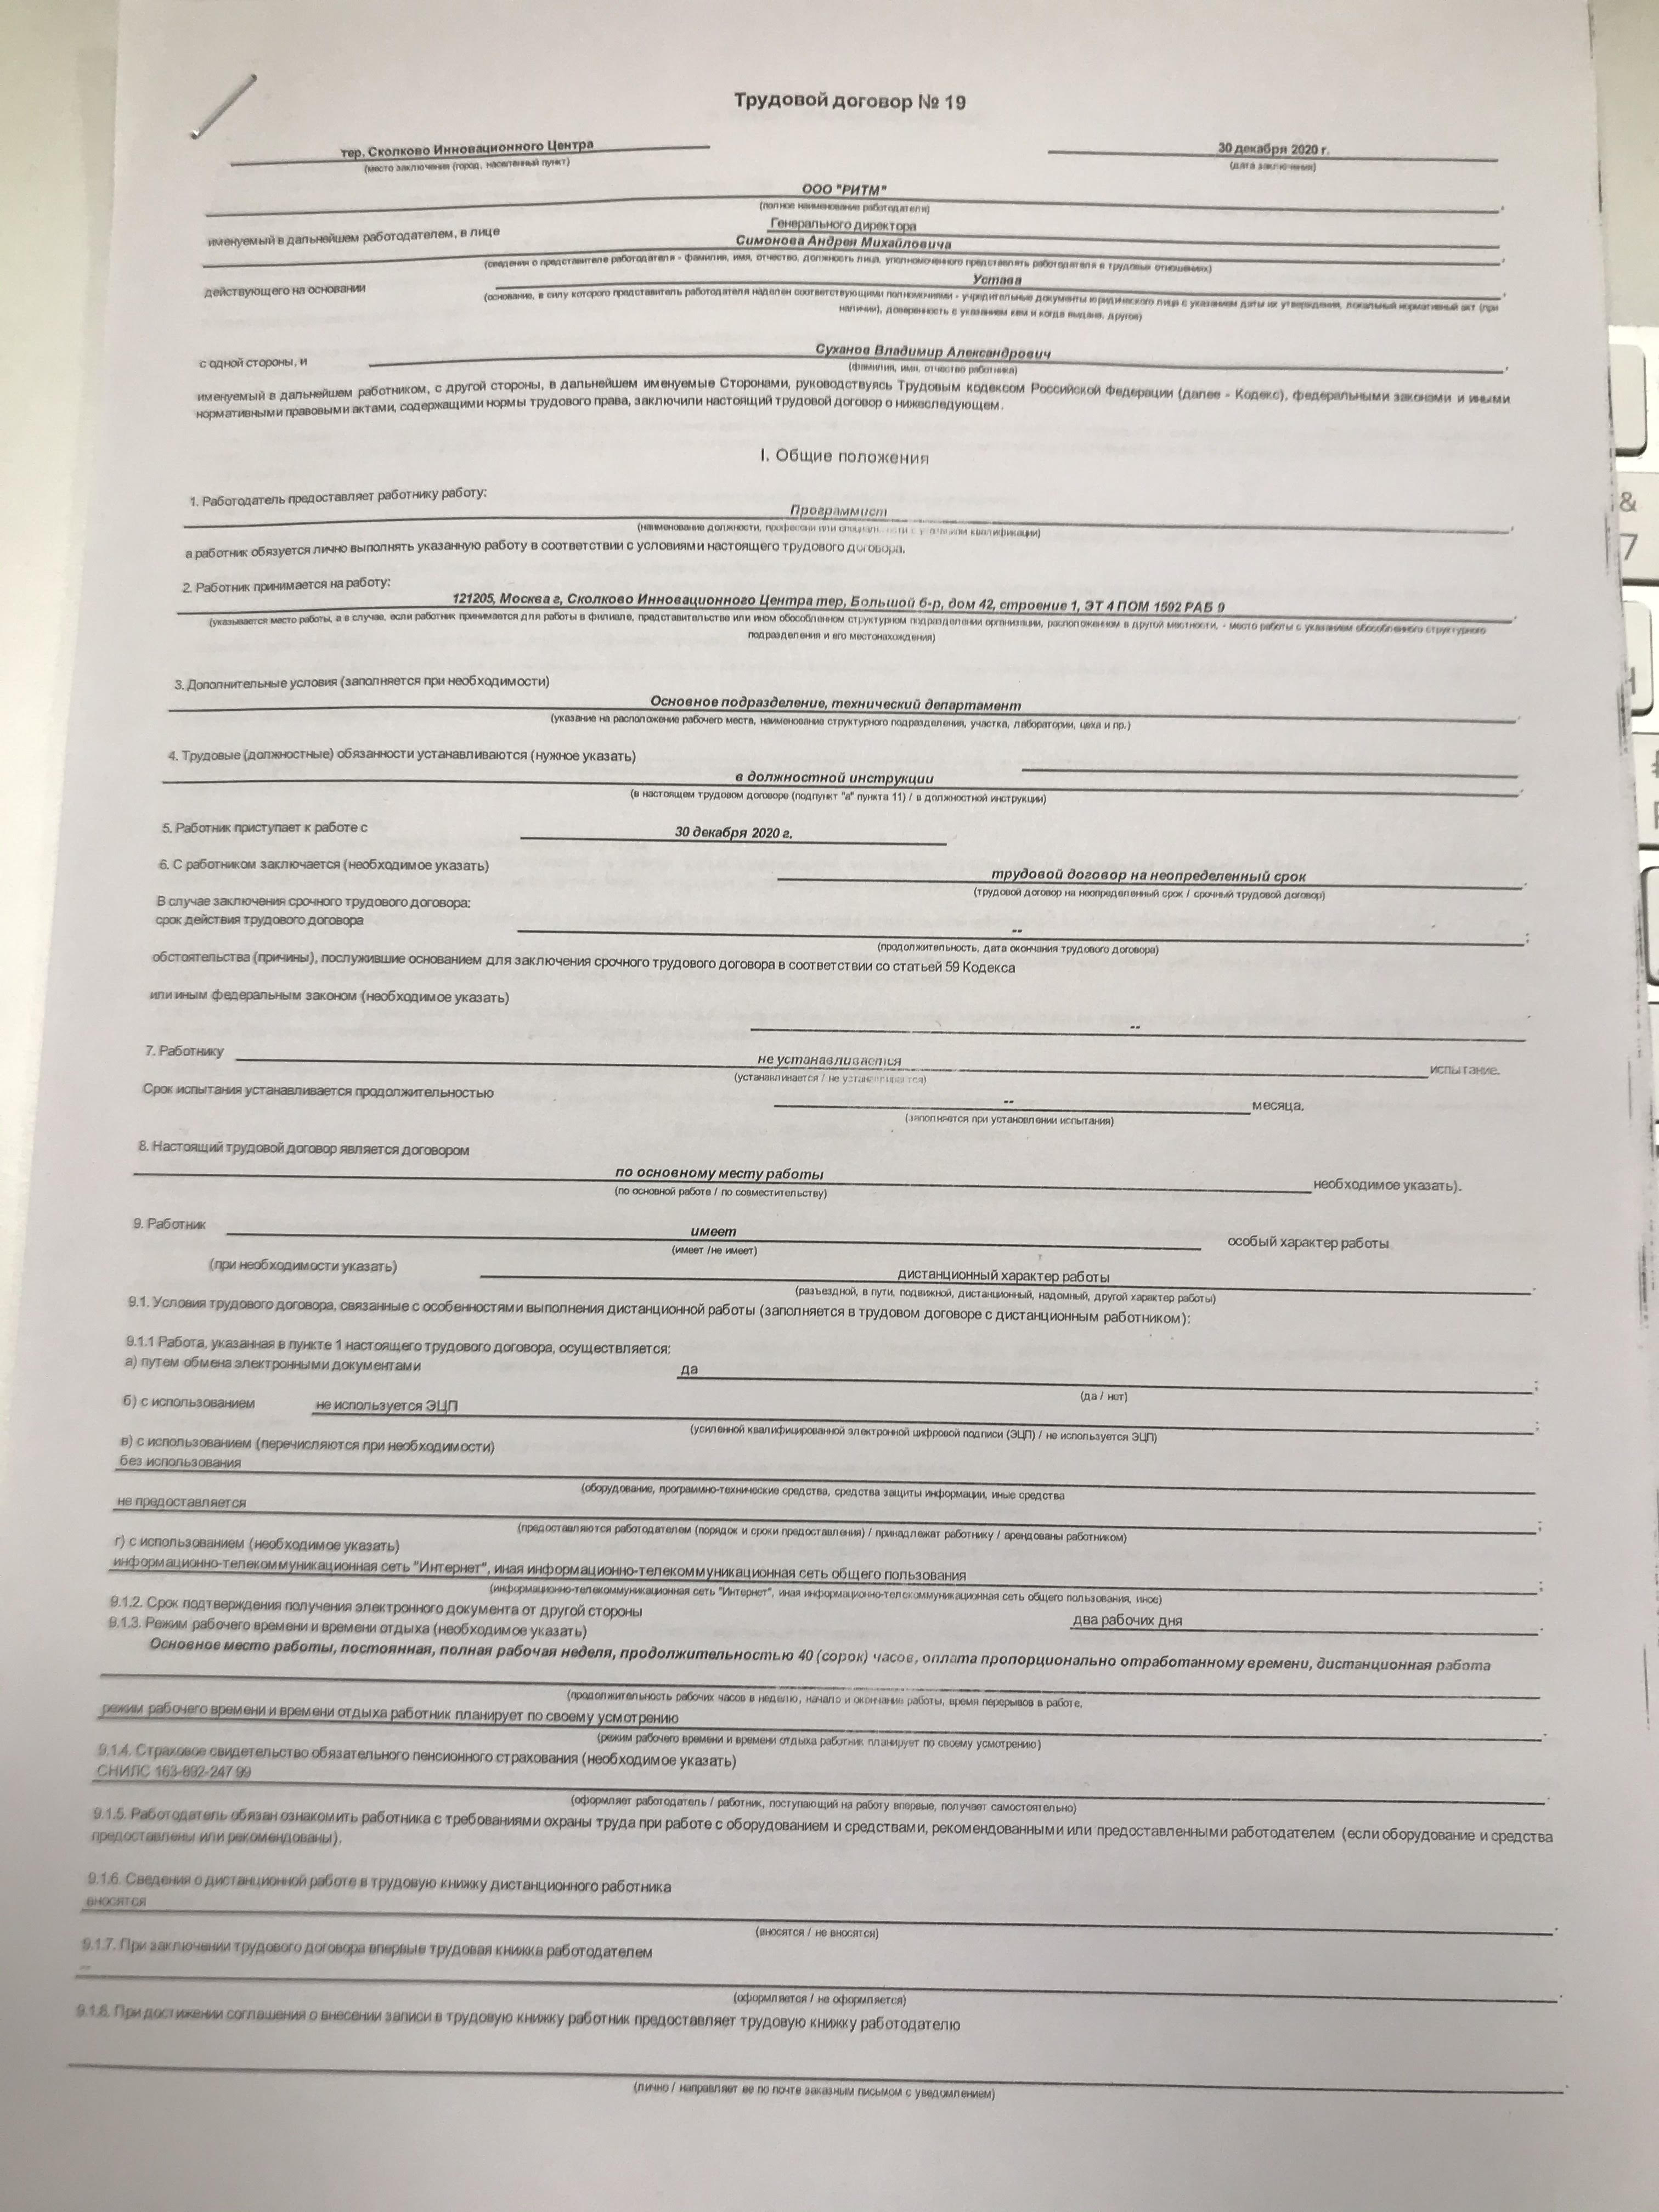 Трудовой договор № 19
тер. Сколково Инновационного Центра
30 декабря 2020 г.
(место заключения (город, населенный пункт)
(дата заключения)
ООО "РИТМ"
(полное наименование работодателя)
именуемый в дальнейшем работодателем, в лице
Генерального директора
Симонова Андрея Михайловича
(сведения о представителе работодателя - фамилия, имя, отчество, должность лица, уполномоченного представлять работодателя в трудовых отношениях)
действующего на основании
Устава
(основание, в силу которого представитель работодателя наделен соответствующими полномочиями - учредительные документы юридического лица с указанием даты их утверждения, локальный нормативный акт (при
наличии), доверенность с указанием кем и когда выдана, другое)
с одной стороны, и
Суханов Владимир Александрович
(фамилия, имя, отчество работника)
именуемый в дальнейшем работником, с другой стороны, в дальнейшем именуемые Сторонами, руководствуясь Трудовым кодексом Российской Федерации (далее - Кодекс), федеральными законами и иными
нормативными правовыми актами, содержащими нормы трудового права, заключили настоящий трудовой договор о нижеследующем.
I. Общие положения
1. Работодатель предоставляет работнику работу:
Программист
(наименование должности, профессии или специальности с указанием квалификации)
а работник обязуется лично выполнять указанную работу в соответствии с условиями настоящего трудового договора.
2. Работник принимается на работу:
121205, Москва г, Сколково Инновационного Центра тер, Большой б-р, дом 42, строение 1, ЭТ 4 ПОМ 1592 РАБ 9
(указывается место работы, а в случае, если работник принимается для работы в филиале, представительстве или ином обособленном структурном подразделении организации, расположенном в другой местности, - место работы с указанием обособленного структурного
подразделения и его местонахождения)
3. Дополнительные условия (заполняется при необходимости)
Основное подразделение, технический департамент
(указание на расположение рабочего места, наименование структурного подразделения, участка, лаборатории, цеха и пр.)
4. Трудовые (должностные) обязанности устанавливаются (нужное указать)
в должностной инструкции
(в настоящем трудовом договоре (подпункт "а" пункта 11) / в должностной инструкции)
5. Работник приступает к работе с
30 декабря 2020 г.
6. С работником заключается (необходимое указать)
трудовой договор на неопределенный срок
(трудовой договор на неопределенный срок / срочный трудовой договор)
В случае заключения срочного трудового договора:
срок действия трудового договора
--
(продолжительность, дата окончания трудового договора)
обстоятельства (причины), послужившие основанием для заключения срочного трудового договора в соответствии со статьей 59 Кодекса
или иным федеральным законом (необходимое указать)
--
7. Работнику не устанавливается испытание.
(устанавливается / не устанавливается)
Срок испытания устанавливается продолжительностью -- месяца.
(заполняется при установлении испытания)
8. Настоящий трудовой договор является договором
по основному месту работы необходимое указать).
(по основной работе / по совместительству)
9. Работник имеет особый характер работы
(имеет /не имеет)
(при необходимости указать) дистанционный характер работы
(разъездной, в пути, подвижной, дистанционный, надомный, другой характер работы)
9.1. Условия трудового договора, связанные с особенностями выполнения дистанционной работы (заполняется в трудовом договоре с дистанционным работником):
9.1.1 Работа, указанная в пункте 1 настоящего трудового договора, осуществляется:
а) путем обмена электронными документами да ;
(да / нет)
б) с использованием не используется ЭЦП ;
(усиленной квалифицированной электронной цифровой подписи (ЭЦП) / не используется ЭЦП)
в) с использованием (перечисляются при необходимости)
без использования
(оборудование, программно-технические средства, средства защиты информации, иные средства
не предоставляется ;
(предоставляются работодателем (порядок и сроки предоставления) / принадлежат работнику / арендованы работником)
г) с использованием (необходимое указать)
информационно-телекоммуникационная сеть "Интернет", иная информационно-телекоммуникационная сеть общего пользования ;
(информационно-телекоммуникационная сеть "Интернет", иная информационно-телекоммуникационная сеть общего пользования, иное)
9.1.2. Срок подтверждения получения электронного документа от другой стороны
два рабочих дня
9.1.3. Режим рабочего времени и времени отдыха (необходимое указать)
Основное место работы, постоянная, полная рабочая неделя, продолжительностью 40 (сорок) часов, оплата пропорционально отработанному времени, дистанционная работа
(продолжительность рабочих часов в неделю, начало и окончание работы, время перерывов в работе,
режим рабочего времени и времени отдыха работник планирует по своему усмотрению
(режим рабочего времени и времени отдыха работник планирует по своему усмотрению)
9.1.4. Страховое свидетельство обязательного пенсионного страхования (необходимое указать)
СНИЛС 163-892-247 99
(оформляет работодатель / работник, поступающий на работу впервые, получает самостоятельно)
9.1.5. Работодатель обязан ознакомить работника с требованиями охраны труда при работе с оборудованием и средствами, рекомендованными или предоставленными работодателем (если оборудование и средства
предоставлены или рекомендованы).
9.1.6. Сведения о дистанционной работе в трудовую книжку дистанционного работника
вносятся
(вносятся / не вносятся)
9.1.7. При заключении трудового договора впервые трудовая книжка работодателем
--
(оформляется / не оформляется)
9.1.8. При достижении соглашения о внесении записи в трудовую книжку работник предоставляет трудовую книжку работодателю
(лично / направляет ее по почте заказным письмом с уведомлением)
&
7